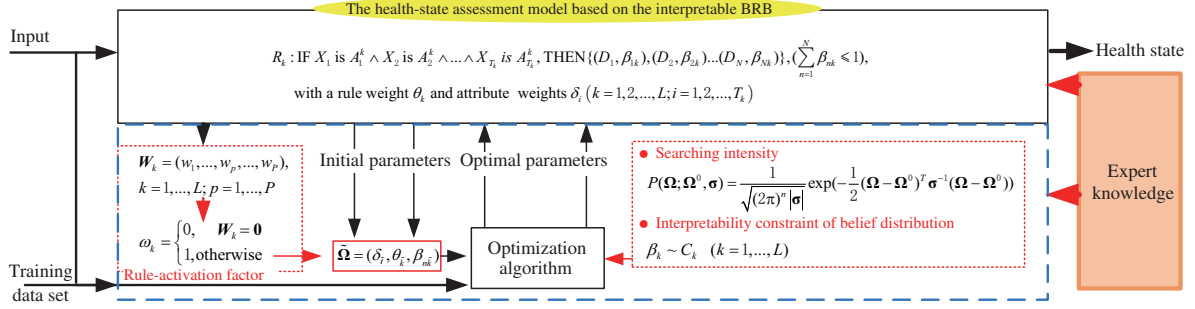 The health-state assessment model based on the interpretable BRB
Input
R_k : IF X_1 is A_1^k ∧ X_2 is A_2^k ∧ ... ∧ X_{T_k} is A_{T_k}^k, THEN{(D_1, β_{1k}), (D_2, β_{2k})...(D_N, β_{Nk})}, (∑_{n=1}^{N} β_{nk} ⩽ 1),
with a rule weight θ_k and attribute weights δ_i (k = 1,2,...,L; i = 1,2,...,T_k)
Health state
W_k = (w_1,...,w_p,...,w_P),
k = 1,...,L; p = 1,...,P
ω_k = {0, W_k = 0
1, otherwise
Rule-activation factor
Initial parameters
Optimal parameters
Ω̃ = (δ_{ĩ}, θ_{k̃}, β_{nk̃})
Optimization
algorithm
● Searching intensity
P(Ω; Ω^0, σ) = 1/√((2π)^n |σ|) exp(−1/2 (Ω − Ω^0)^T σ^{-1} (Ω − Ω^0))
● Interpretability constraint of belief distribution
β_k ~ C_k (k = 1,...,L)
Expert
knowledge
Training
data set